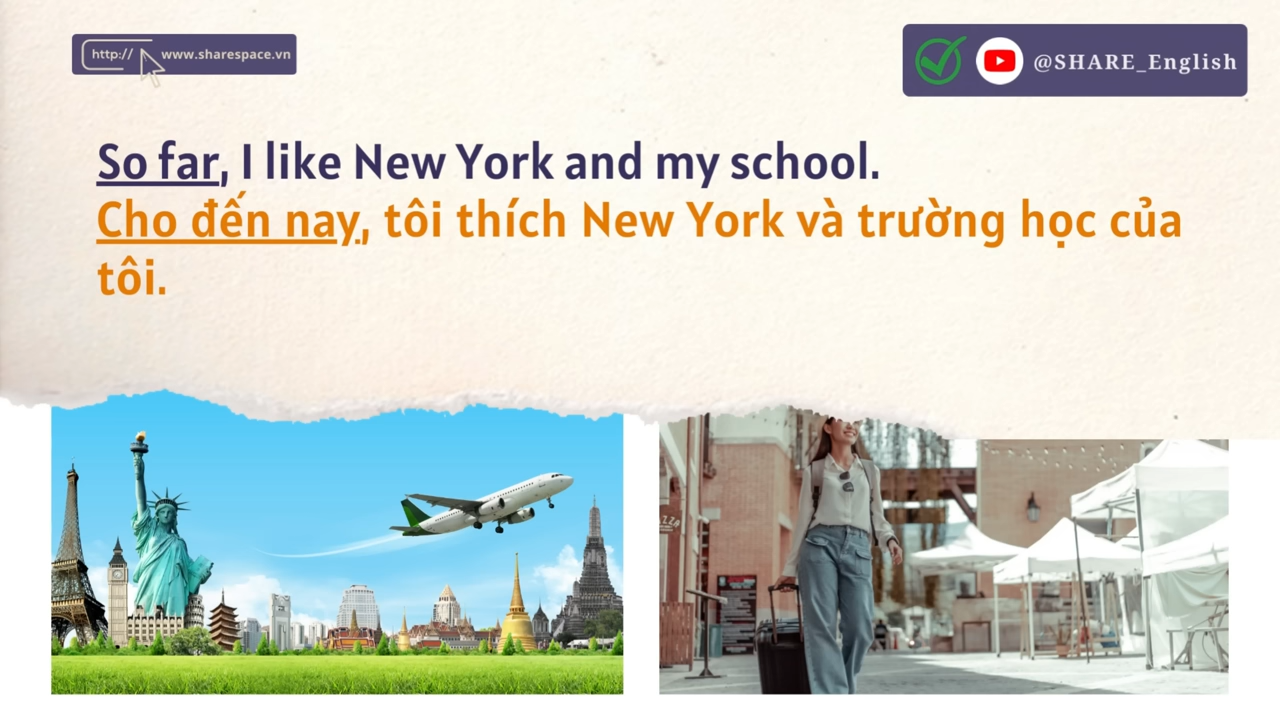 http://
www.sharespace.vn
@SHARE_English
So far, I like New York and my school.
Cho đến nay, tôi thích New York và trường học của
tôi.